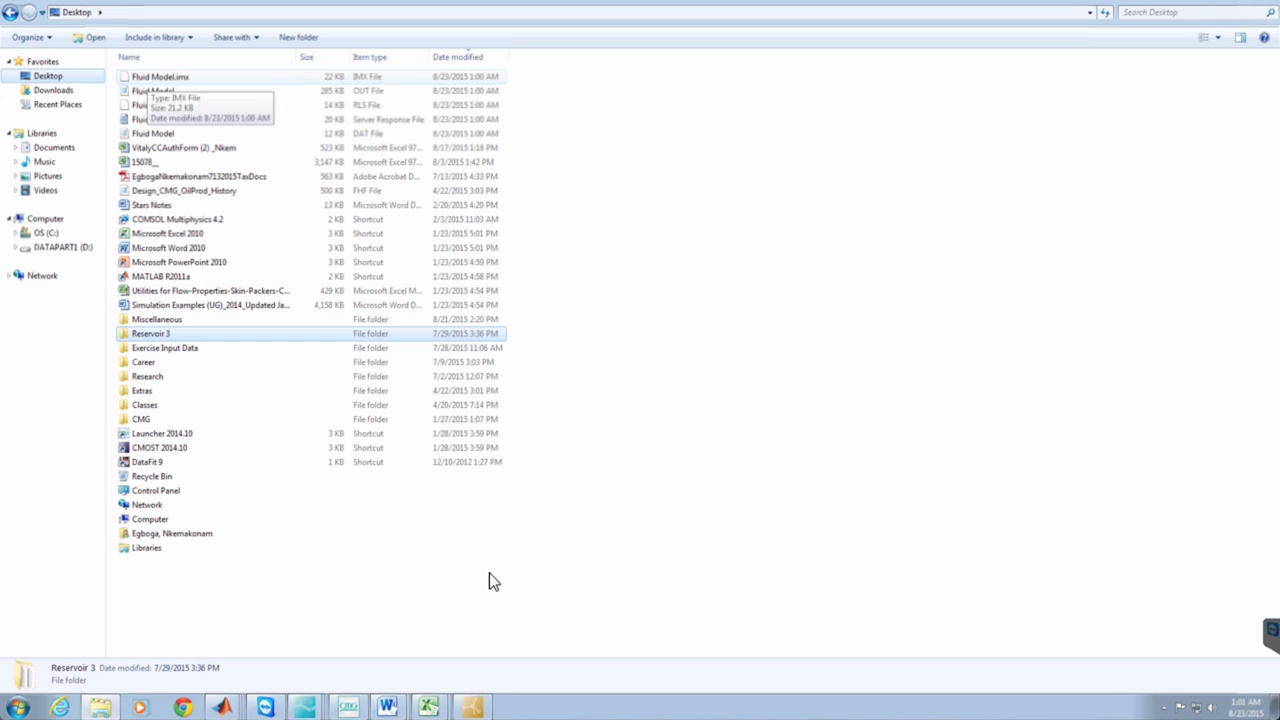 Desktop
Search Desktop
Organize Open Include in library Share with New folder
Favorites
Desktop
Downloads
Recent Places
Libraries
Documents
Music
Pictures
Videos
Computer
OS (C:)
DATAPART1 (D:)
Network
Name Size Item type Date modified
Fluid Model.imx 22 KB IMX File 8/23/2015 1:00 AM
Fluid Model 285 KB OUT File 8/23/2015 1:00 AM
Type: IMX File
Size: 21.2 KB
Date modified: 8/23/2015 1:00 AM
Flui 14 KB RLS File 8/23/2015 1:00 AM
Flui 20 KB Server Response File 8/23/2015 1:00 AM
Fluid Model 12 KB DAT File 8/23/2015 1:00 AM
VitalyCCAuthForm (2) _Nkem 523 KB Microsoft Excel 97... 8/17/2015 1:18 PM
15078__ 3,147 KB Microsoft Excel 97... 8/3/2015 1:42 PM
EgbogaNkemakonam7132015TaxDocs 563 KB Adobe Acrobat D... 7/13/2015 4:33 PM
Design_CMG_OilProd_History 500 KB FHF File 4/22/2015 3:03 PM
Stars Notes 13 KB Microsoft Word D... 2/20/2015 4:20 PM
COMSOL Multiphysics 4.2 2 KB Shortcut 2/3/2015 11:03 AM
Microsoft Excel 2010 3 KB Shortcut 1/23/2015 5:01 PM
Microsoft Word 2010 3 KB Shortcut 1/23/2015 5:01 PM
Microsoft PowerPoint 2010 3 KB Shortcut 1/23/2015 4:59 PM
MATLAB R2011a 2 KB Shortcut 1/23/2015 4:58 PM
Utilities for Flow-Properties-Skin-Packers-C... 429 KB Microsoft Excel M... 1/23/2015 4:54 PM
Simulation Examples (UG)_2014_Updated Ja... 4,158 KB Microsoft Word D... 1/23/2015 4:54 PM
Miscellaneous File folder 8/21/2015 2:20 PM
Reservoir 3 File folder 7/29/2015 3:36 PM
Exercise Input Data File folder 7/28/2015 11:06 AM
Career File folder 7/9/2015 3:03 PM
Research File folder 7/2/2015 12:07 PM
Extras File folder 4/22/2015 3:01 PM
Classes File folder 4/20/2015 7:14 PM
CMG File folder 1/27/2015 1:07 PM
Launcher 2014.10 3 KB Shortcut 1/28/2015 3:59 PM
CMOST 2014.10 3 KB Shortcut 1/28/2015 3:59 PM
DataFit 9 1 KB Shortcut 12/10/2012 1:27 PM
Recycle Bin
Control Panel
Network
Computer
Egboga, Nkemakonam
Libraries
Reservoir 3 Date modified: 7/29/2015 3:36 PM
File folder
1:01 AM
8/23/2015